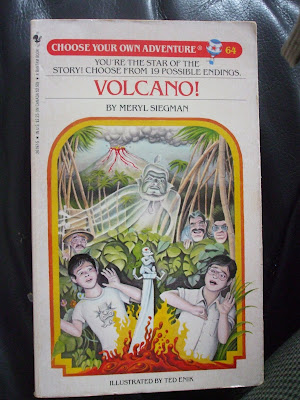 CHOOSE YOUR OWN ADVENTURE® 64
YOU'RE THE STAR OF THE
STORY! CHOOSE FROM 19 POSSIBLE ENDINGS.
VOLCANO!
BY MERYL SIEGMAN
ILLUSTRATED BY TED ENIK